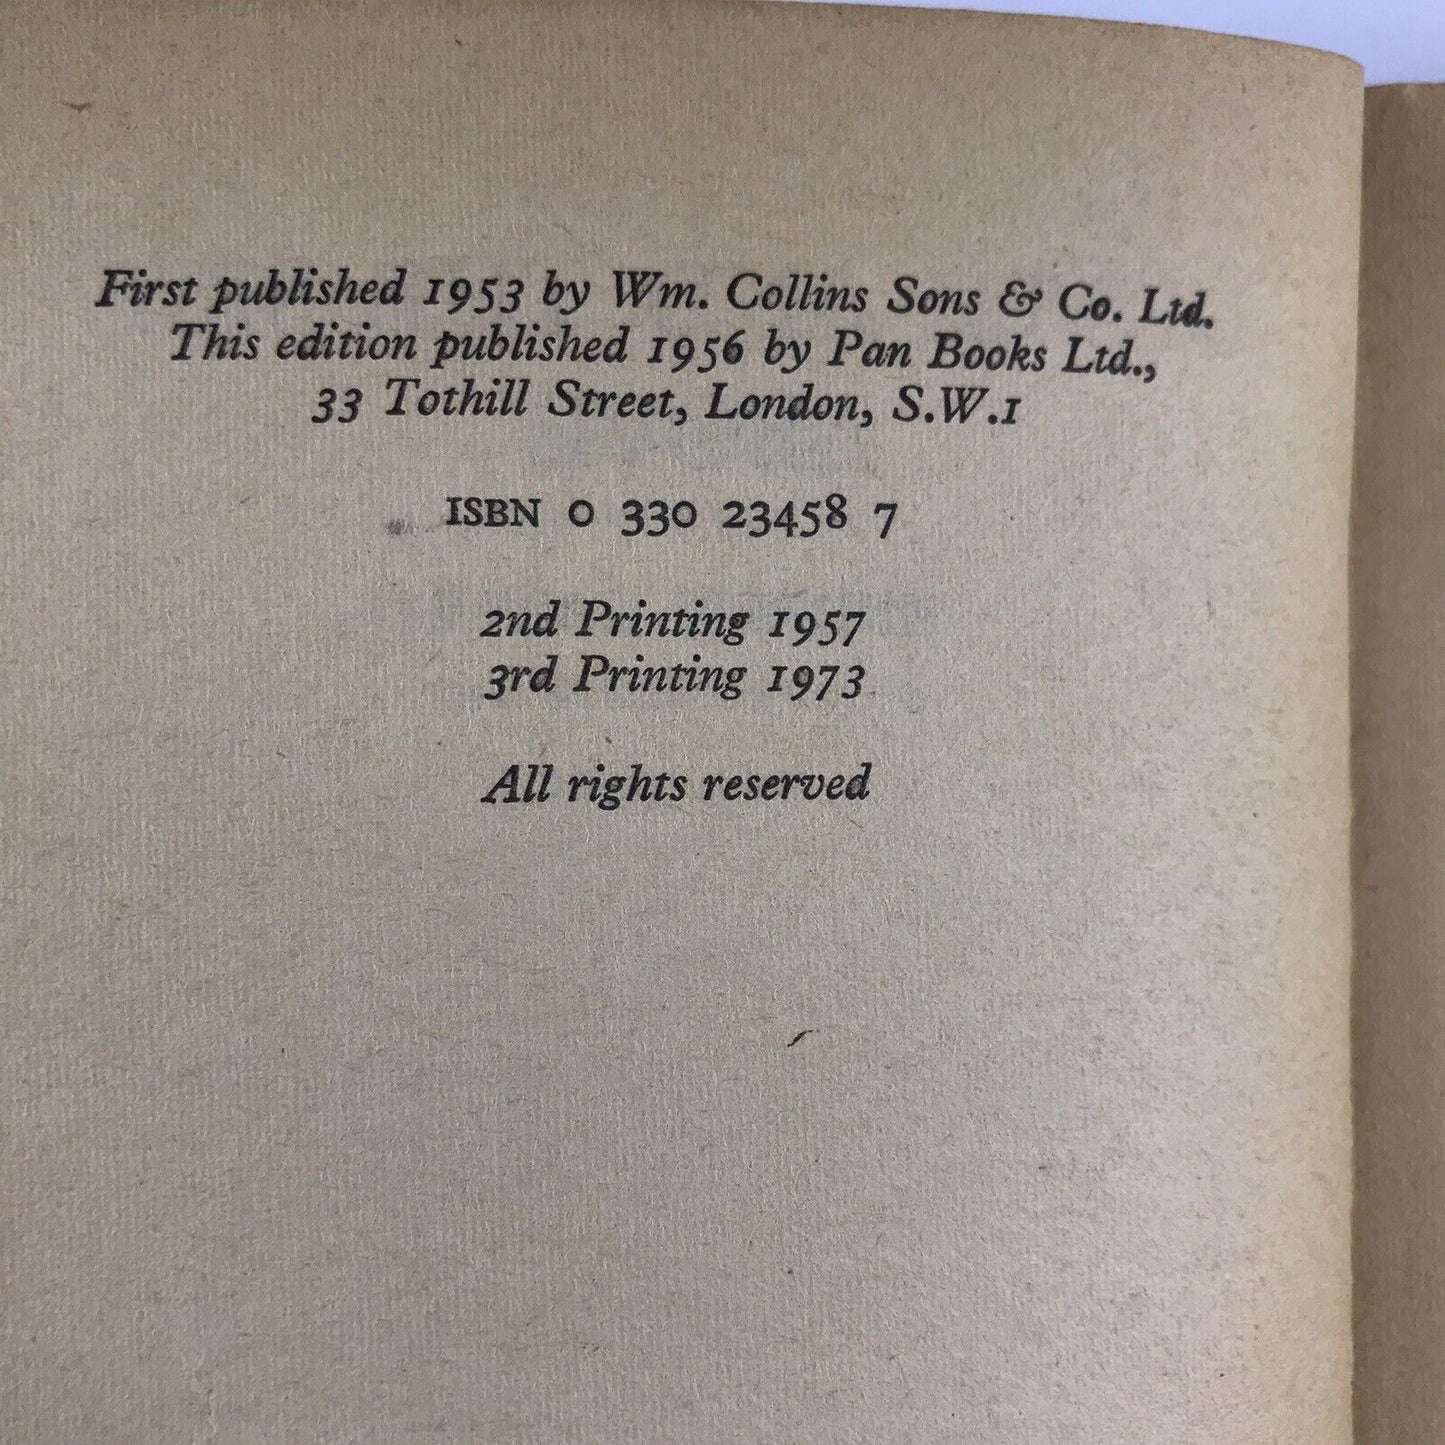 First published 1953 by Wm. Collins Sons & Co. Ltd.
This edition published 1956 by Pan Books Ltd.,
33 Tothill Street, London, S.W.1
ISBN 0 330 23458 7
2nd Printing 1957
3rd Printing 1973
All rights reserved